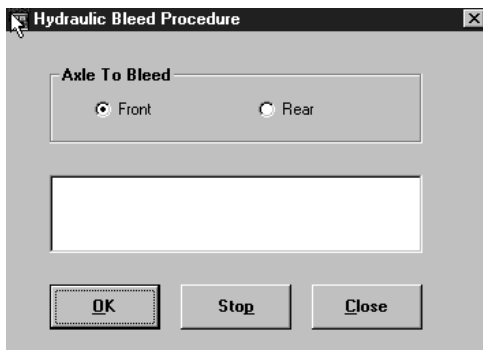 Hydraulic Bleed Procedure
Axle To Bleed
Front Rear
OK Stop Close